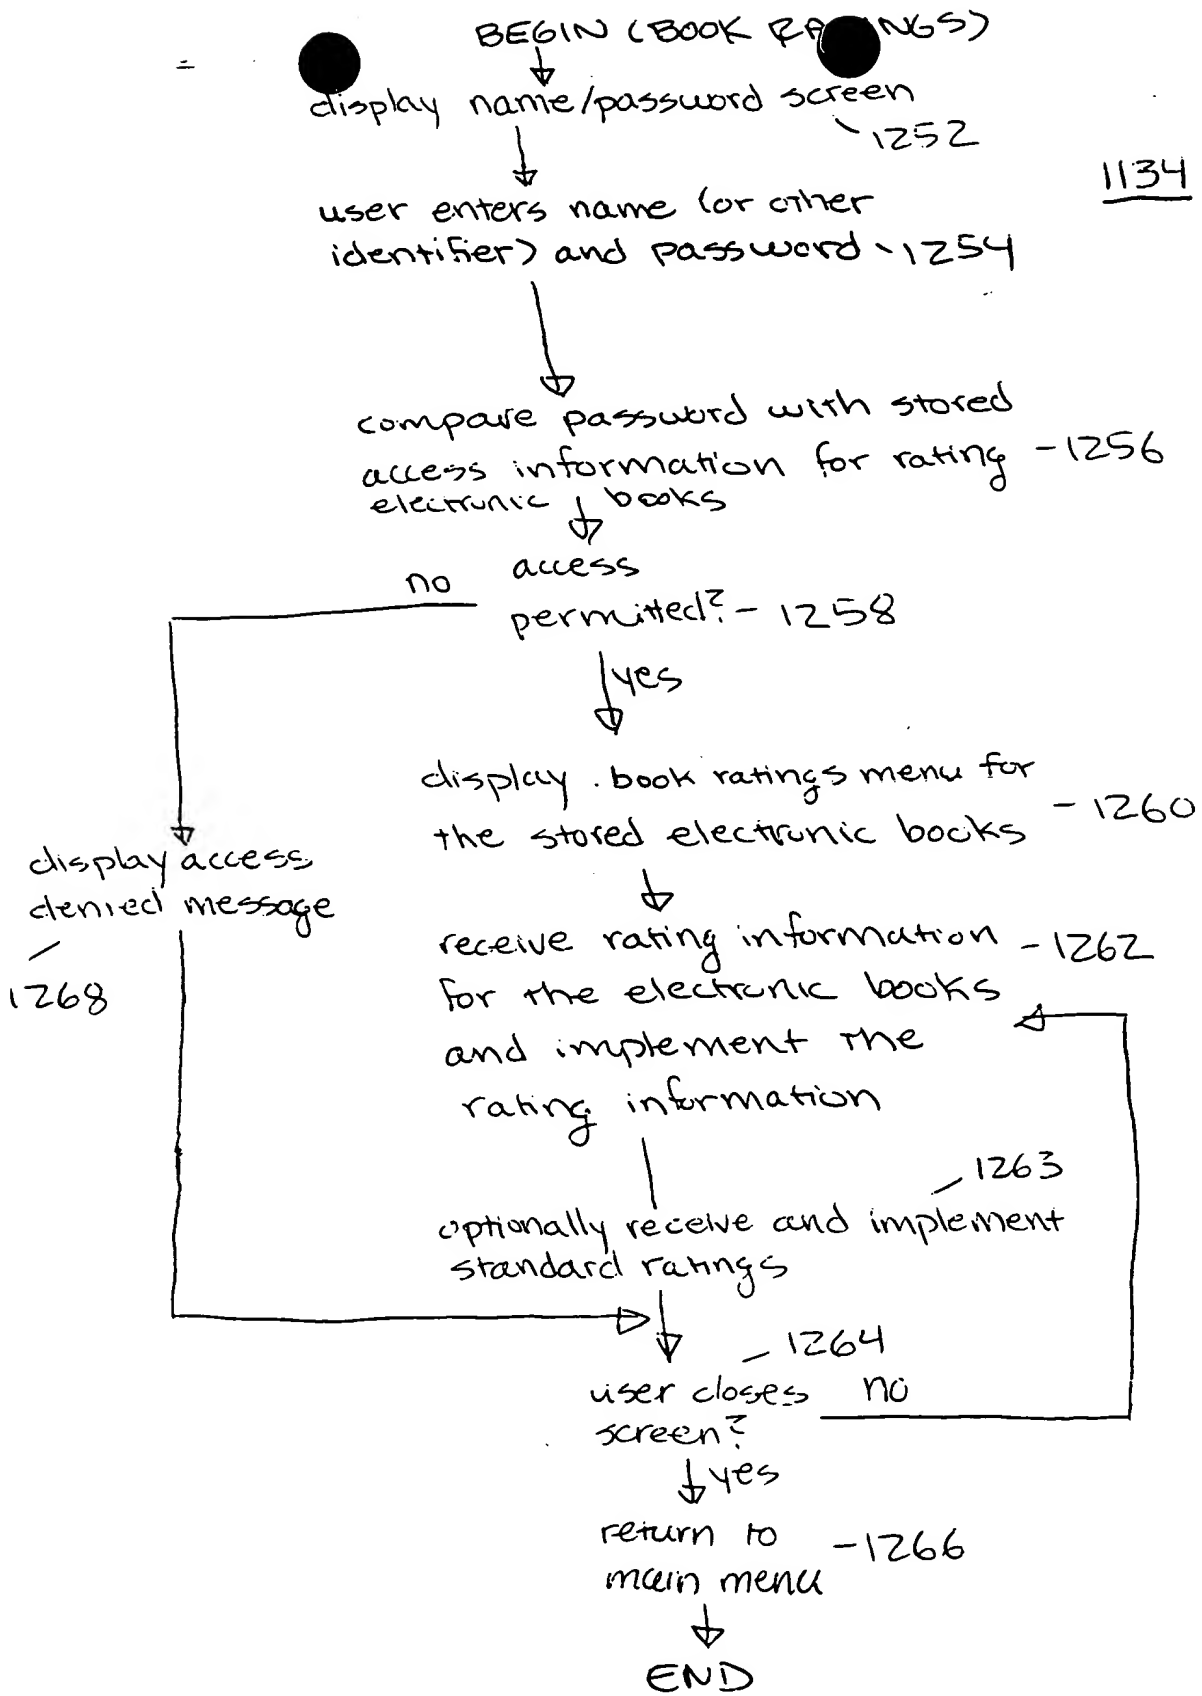 BEGIN (BOOK RA NGS)
display name/password screen
1252
1134
user enters name (or other
identifier) and password 1254
compare password with stored
access information for rating - 1256
electronic books
no access
permitted? - 1258
yes
display book ratings menu for
the stored electronic books - 1260
display access
denied message
1268
receive rating information - 1262
for the electronic books
and implement the
rating information
1263
optionally receive and implement
standard ratings
1264
user closes no
screen?
yes
return to - 1266
main menu
END